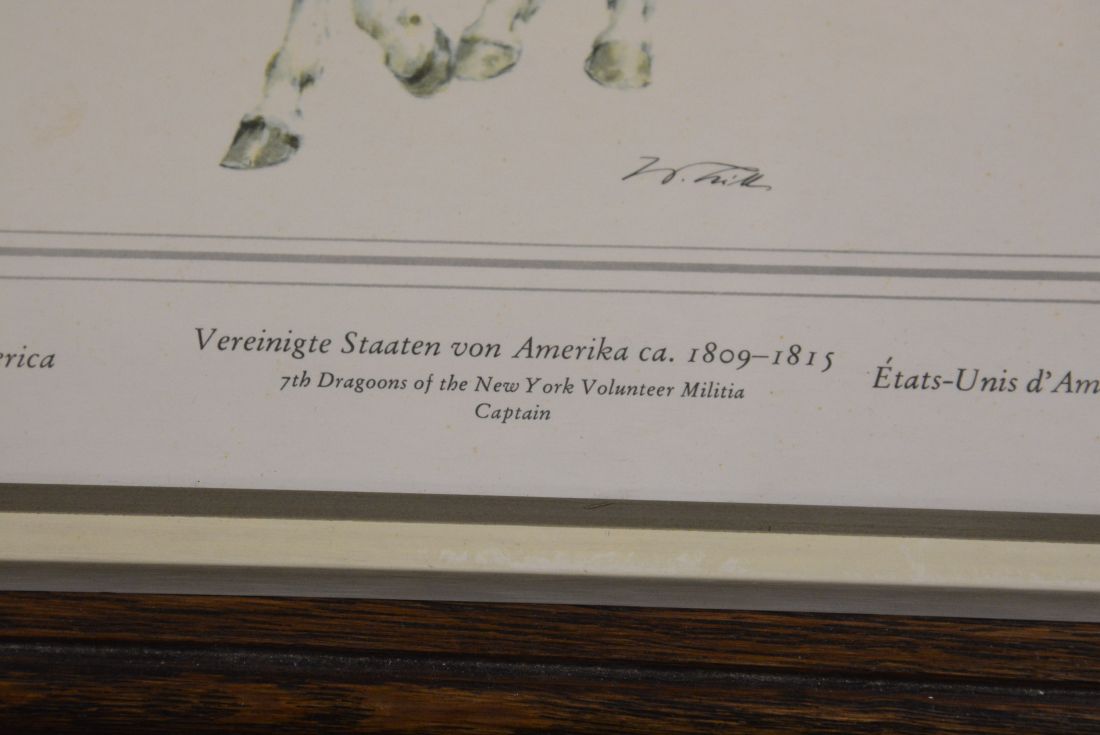 W. Tritt
erica
Vereinigte Staaten von Amerika ca. 1809–1815
7th Dragoons of the New York Volunteer Militia
Captain
États-Unis d'Am